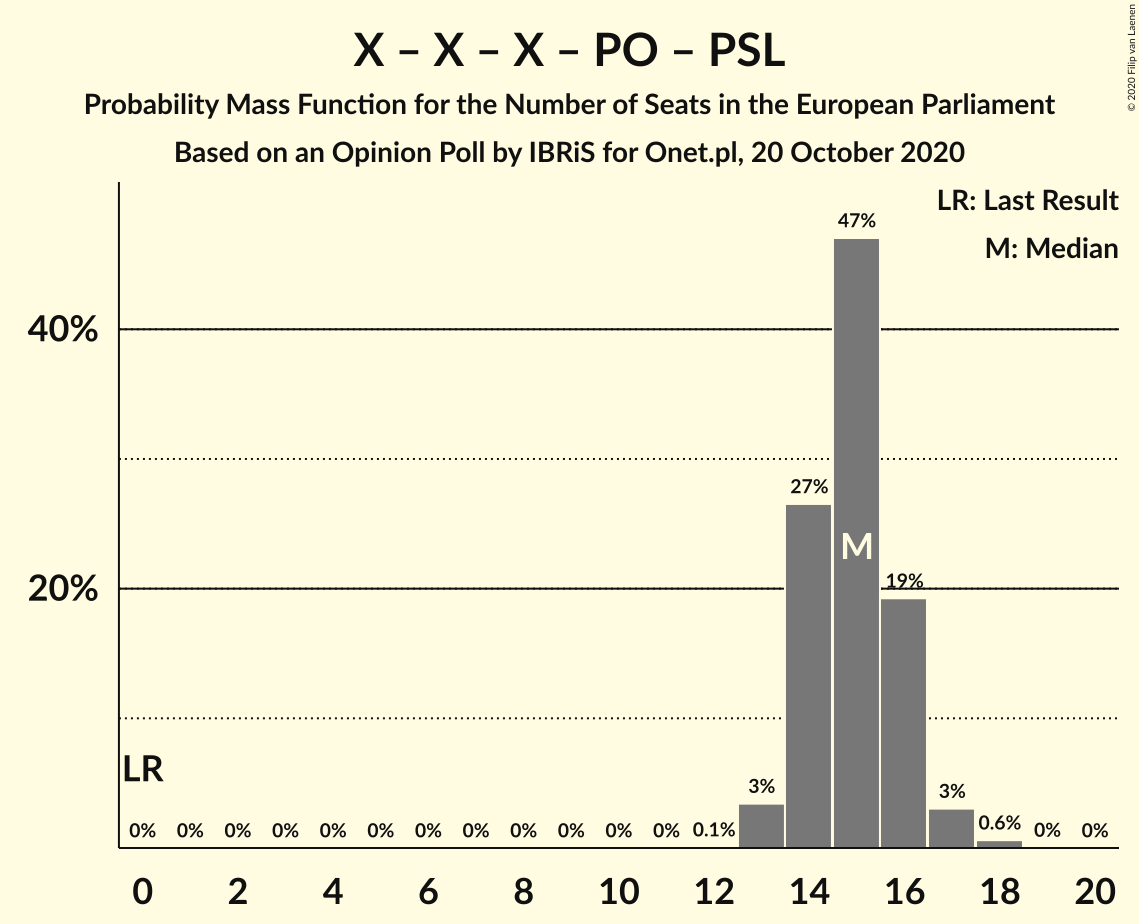 X – X – X – PO – PSL
Probability Mass Function for the Number of Seats in the European Parliament
Based on an Opinion Poll by IBRiS for Onet.pl, 20 October 2020
© 2020 Filip van Laenen
LR: Last Result
M: Median
47%
40%
27%
M
20%
19%
LR
0% 0% 0% 0% 0% 0% 0% 0% 0% 0% 0% 0% 0.1% 3% 3% 0.6% 0% 0%
0 2 4 6 8 10 12 14 16 18 20